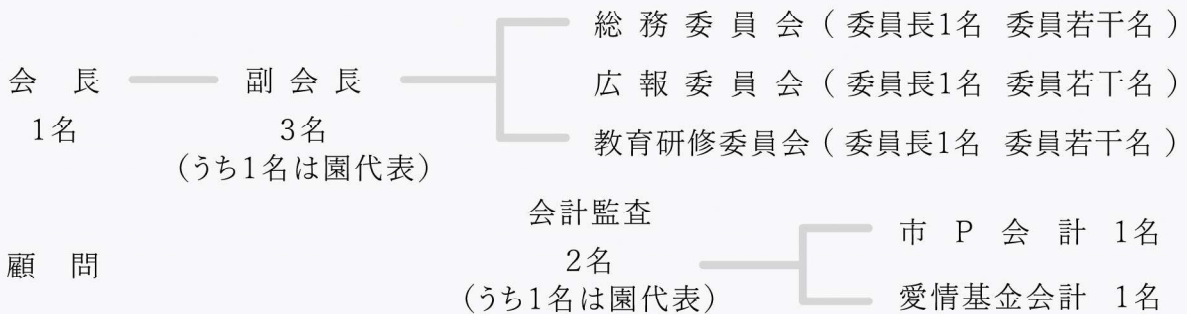 総務委員会（委員長1名 委員若干名）
会長 副会長 広報委員会（委員長1名 委員若丅名）
1名 3名 教育研修委員会（委員長1名 委員若干名）
(うち1名は園代表)
会計監査
市P会計 1名
顧問 2名
(うち1名は園代表) 愛情基金会計 1名